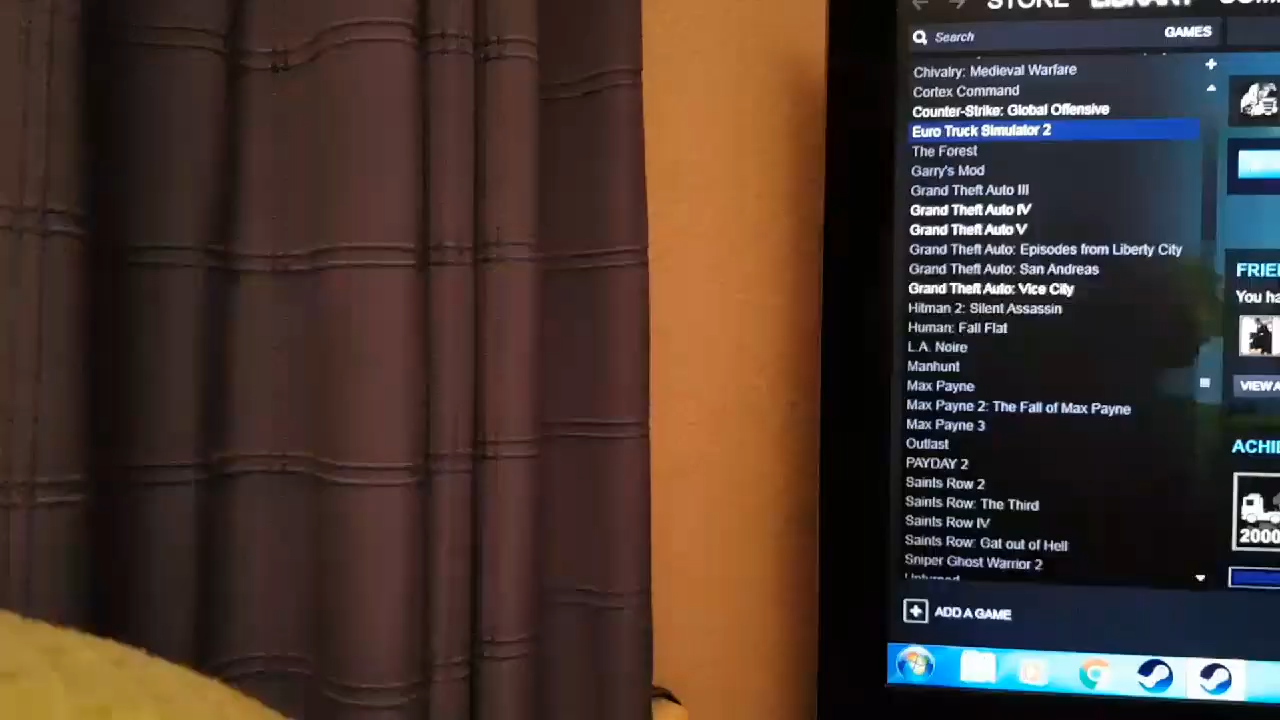 STORE LIBRARY
Search GAMES
Chivalry: Medieval Warfare
Cortex Command
Counter-Strike: Global Offensive
Euro Truck Simulator 2
The Forest
Garry's Mod
Grand Theft Auto III
Grand Theft Auto IV
Grand Theft Auto V
Grand Theft Auto: Episodes from Liberty City
Grand Theft Auto: San Andreas
Grand Theft Auto: Vice City
Hitman 2: Silent Assassin
Human: Fall Flat
L.A. Noire
Manhunt
Max Payne
Max Payne 2: The Fall of Max Payne
Max Payne 3
Outlast
PAYDAY 2
Saints Row 2
Saints Row: The Third
Saints Row IV
Saints Row: Gat out of Hell
Sniper Ghost Warrior 2
Unturned
ADD A GAME
FRIE
You ha
VIEW A
ACHI
2000